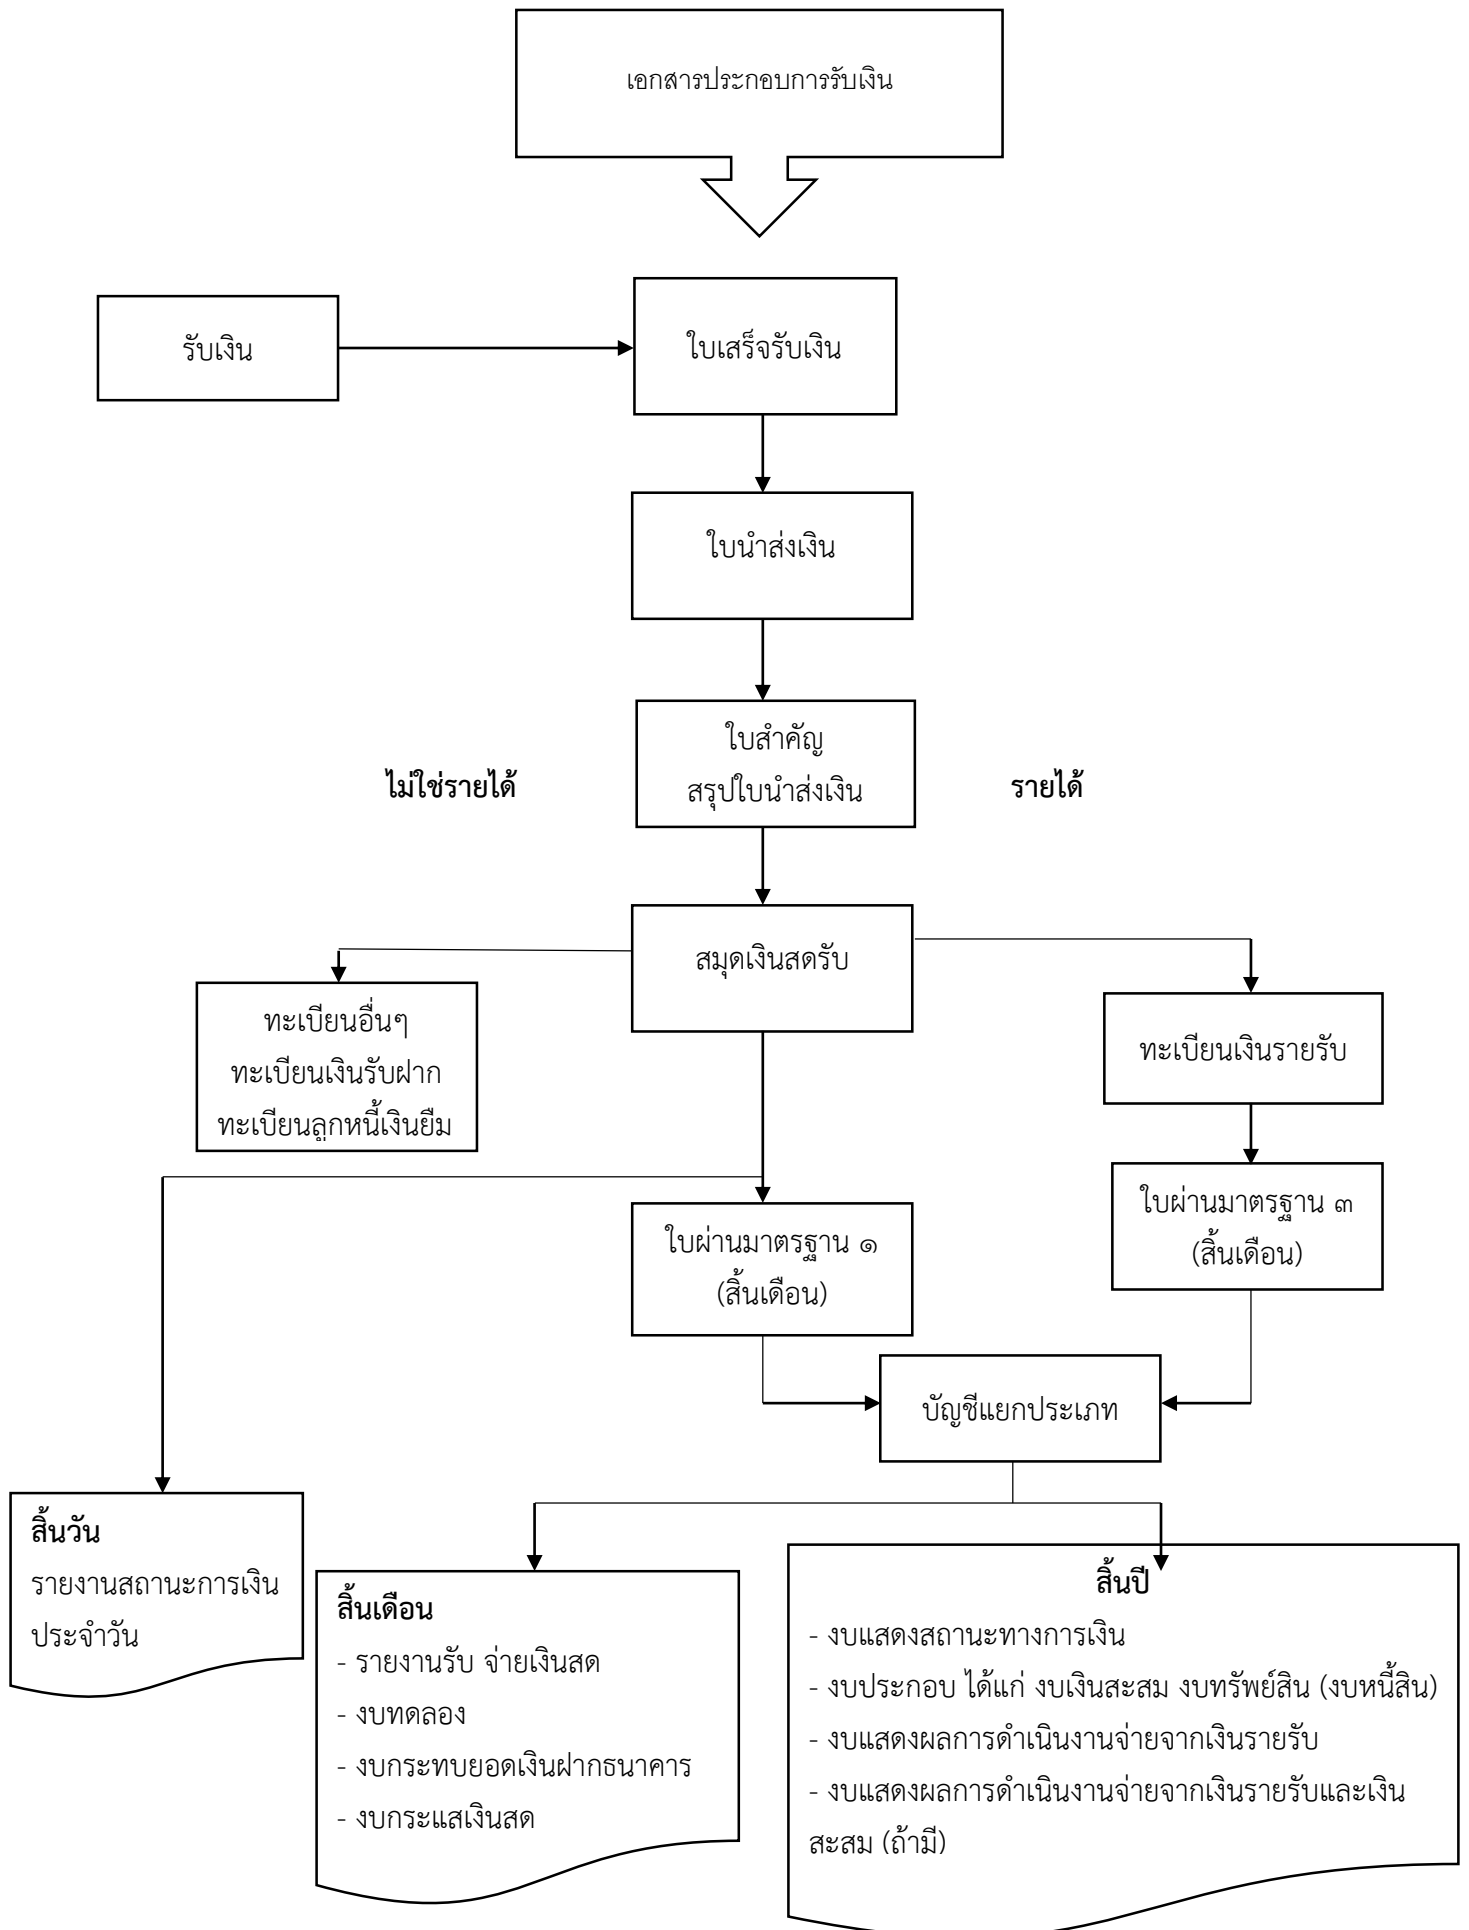 เอกสารประกอบการรับเงิน
รับเงิน
ใบเสร็จรับเงิน
ใบนำส่งเงิน
ใบสำคัญ
สรุปใบนำส่งเงิน
ไม่ใช่รายได้
รายได้
สมุดเงินสดรับ
ทะเบียนอื่นๆ
ทะเบียนเงินรับฝาก
ทะเบียนลูกหนี้เงินยืม
ทะเบียนเงินรายรับ
ใบผ่านมาตรฐาน ๑
(สิ้นเดือน)
ใบผ่านมาตรฐาน ๓
(สิ้นเดือน)
บัญชีแยกประเภท
สิ้นวัน
รายงานสถานะการเงิน
ประจำวัน
สิ้นเดือน
- รายงานรับ จ่ายเงินสด
- งบทดลอง
- งบกระทบยอดเงินฝากธนาคาร
- งบกระแสเงินสด
สิ้นปี
- งบแสดงสถานะทางการเงิน
- งบประกอบ ได้แก่ งบเงินสะสม งบทรัพย์สิน (งบหนี้สิน)
- งบแสดงผลการดำเนินงานจ่ายจากเงินรายรับ
- งบแสดงผลการดำเนินงานจ่ายจากเงินรายรับและเงิน
สะสม (ถ้ามี)